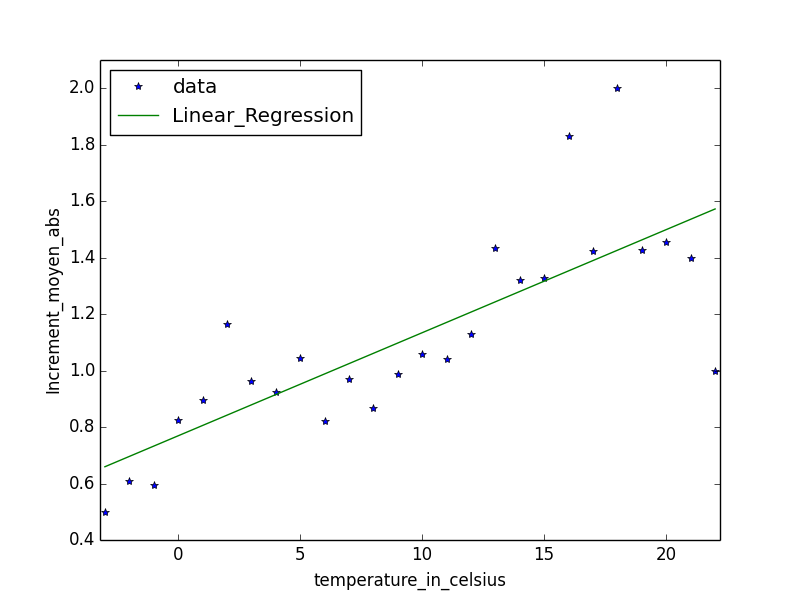 data
Linear_Regression
2.0
1.8
1.6
1.4
1.2
1.0
0.8
0.6
0.4
Increment_moyen_abs
0 5 10 15 20
temperature_in_celsius